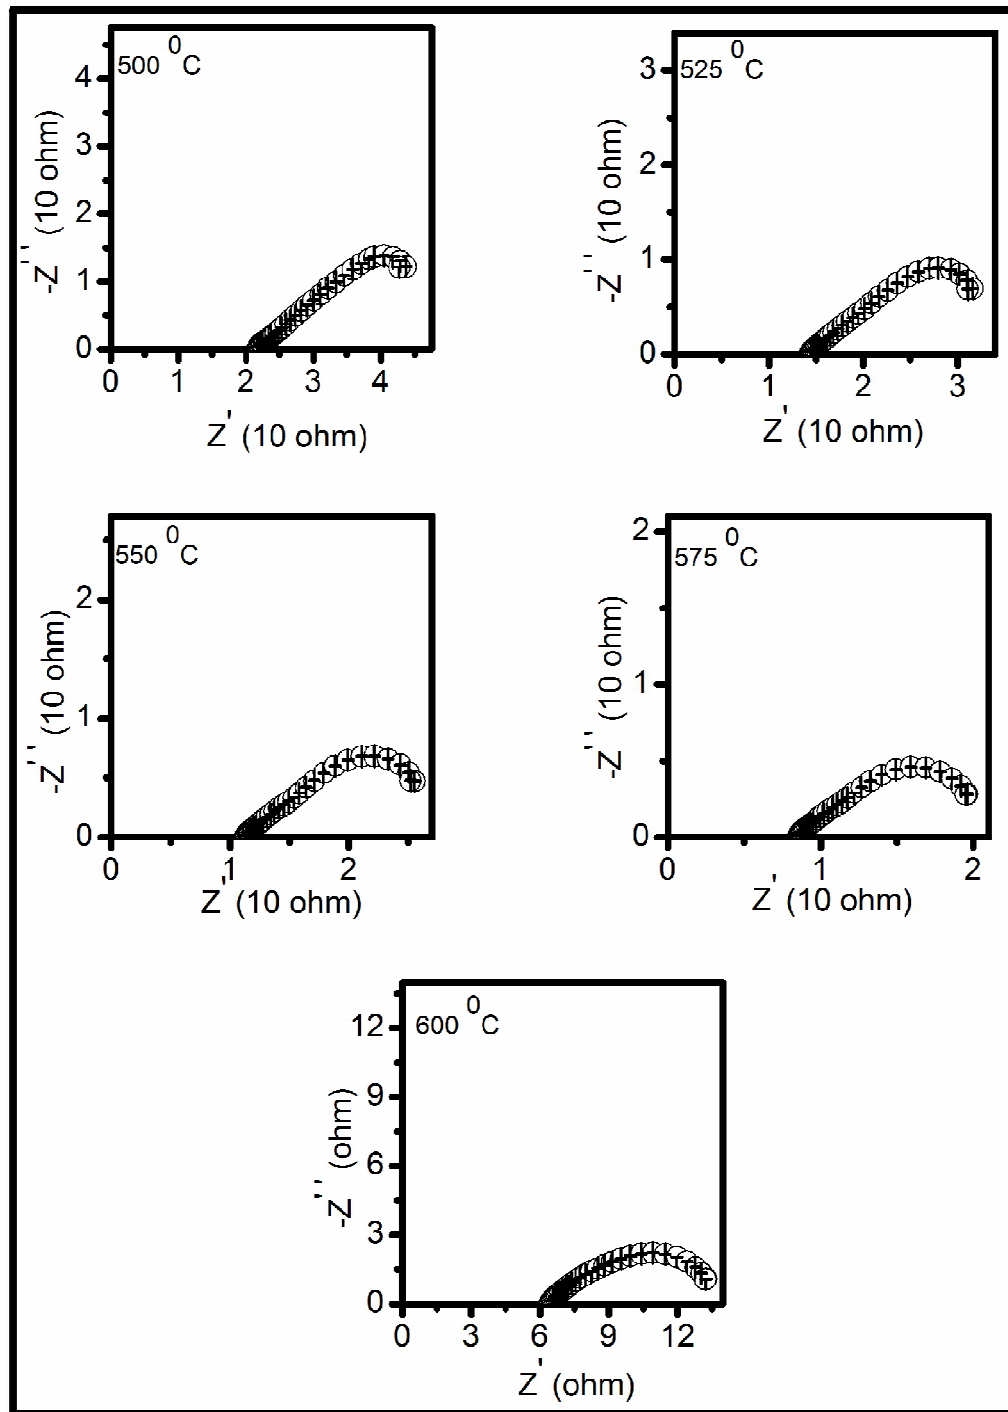 500 ⁰C
4
3
2
1
0
-Z'' (10 ohm)
0 1 2 3 4
Z' (10 ohm)
525 ⁰C
3
2
1
0
-Z'' (10 ohm)
0 1 2 3
Z' (10 ohm)
550 ⁰C
2
1
0
-Z'' (10 ohm)
0 1 2
Z' (10 ohm)
575 ⁰C
2
1
0
-Z'' (10 ohm)
0 1 2
Z' (10 ohm)
600 ⁰C
12
9
6
3
0
-Z'' (ohm)
0 3 6 9 12
Z' (ohm)